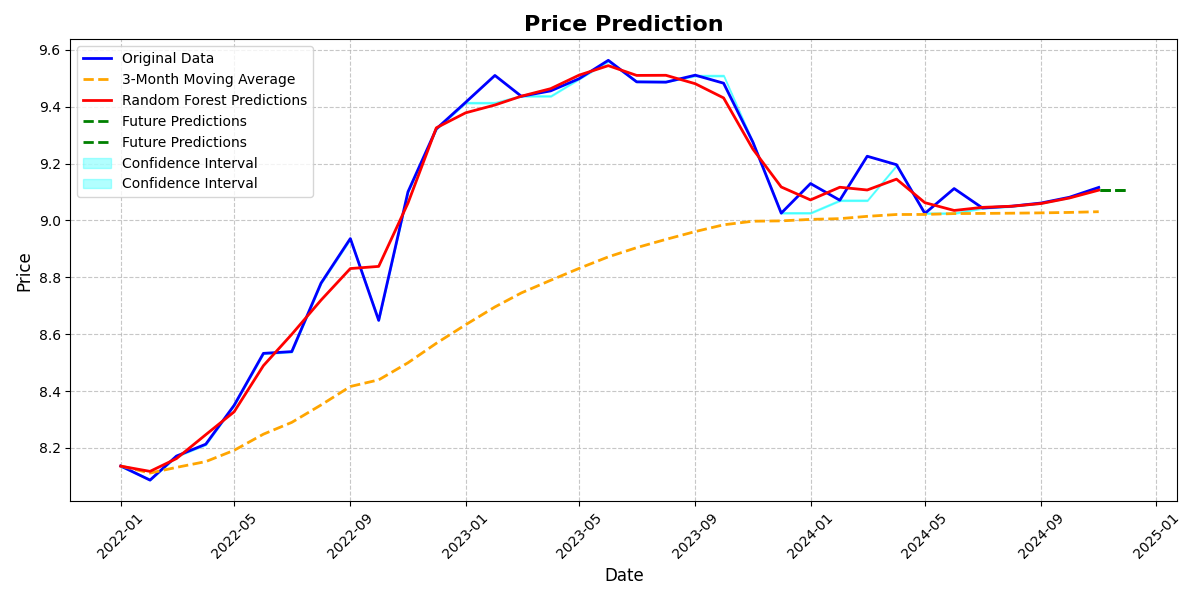 Price Prediction
Original Data
3-Month Moving Average
Random Forest Predictions
Future Predictions
Future Predictions
Confidence Interval
Confidence Interval
Price
9.6
9.4
9.2
9.0
8.8
8.6
8.4
8.2
2022-01
2022-05
2022-09
2023-01
2023-05
2023-09
2024-01
2024-05
2024-09
2025-01
Date